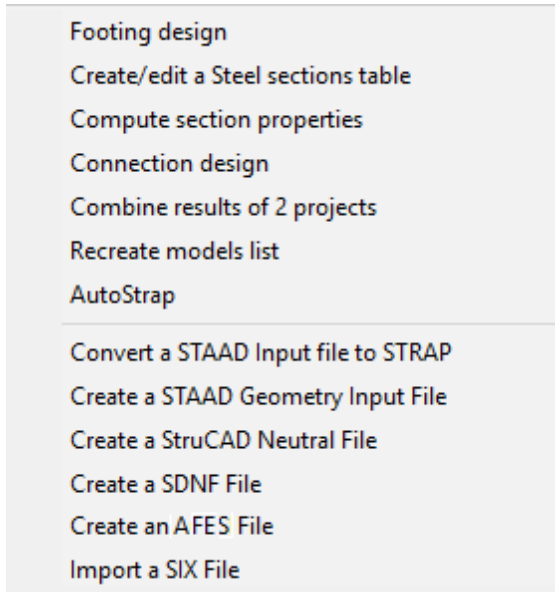 Footing design
Create/edit a Steel sections table
Compute section properties
Connection design
Combine results of 2 projects
Recreate models list
AutoStrap
Convert a STAAD Input file to STRAP
Create a STAAD Geometry Input File
Create a StruCAD Neutral File
Create a SDNF File
Create an AFES File
Import a SIX File